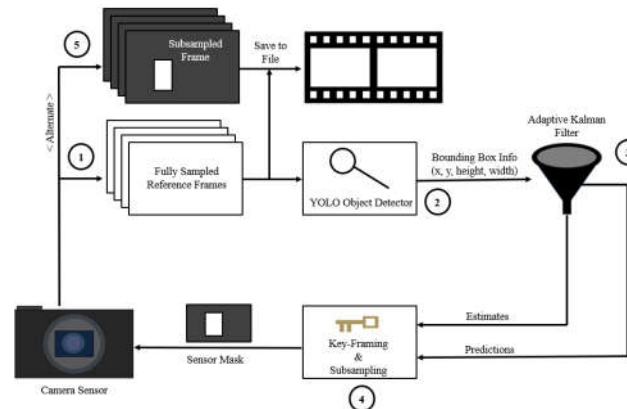 5
Subsampled
Frame
Save to
File
< Alternate >
1
Fully Sampled
Reference Frames
YOLO Object Detector
Bounding Box Info
(x, y, height, width)
2
Adaptive Kalman
Filter
Estimates
Predictions
Key-Framing
&
Subsampling
4
Sensor Mask
Camera Sensor